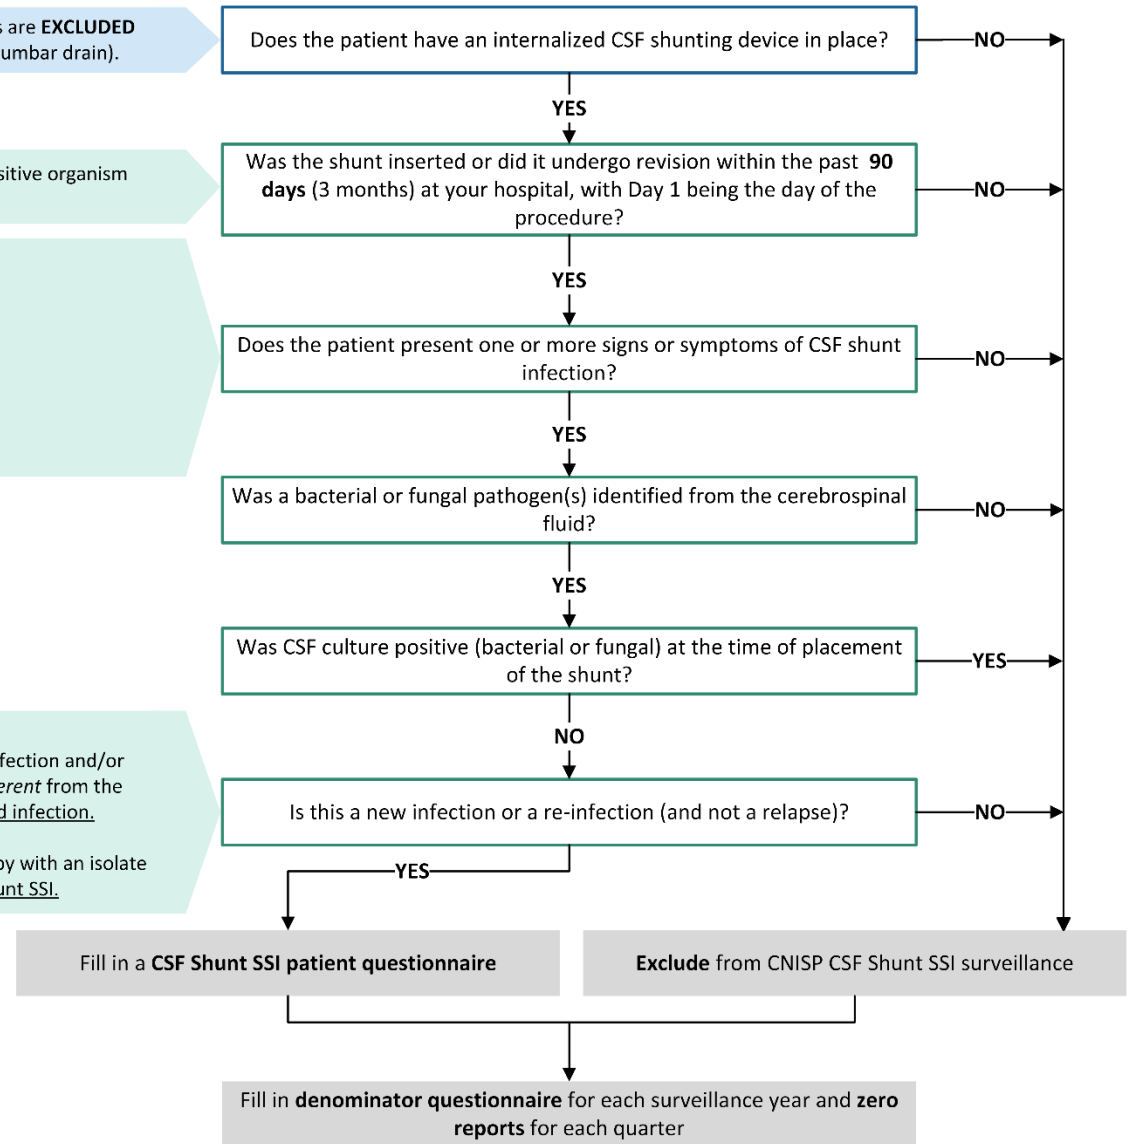 s are EXCLUDED
umbar drain).
Does the patient have an internalized CSF shunting device in place?
NO
YES
sitive organism
Was the shunt inserted or did it undergo revision within the past 90
days (3 months) at your hospital, with Day 1 being the day of the
procedure?
NO
YES
Does the patient present one or more signs or symptoms of CSF shunt
infection?
NO
YES
Was a bacterial or fungal pathogen(s) identified from the cerebrospinal
fluid?
NO
YES
Was CSF culture positive (bacterial or fungal) at the time of placement
of the shunt?
YES
NO
fection and/or
erent from the
d infection.
by with an isolate
unt SSI.
Is this a new infection or a re-infection (and not a relapse)?
NO
YES
Fill in a CSF Shunt SSI patient questionnaire
Exclude from CNISP CSF Shunt SSI surveillance
Fill in denominator questionnaire for each surveillance year and zero
reports for each quarter